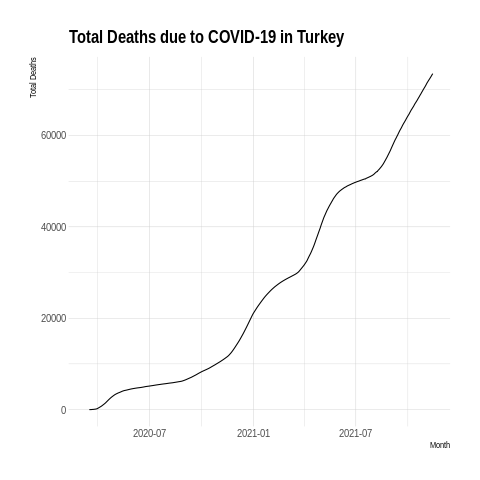 Total Deaths due to COVID-19 in Turkey
Total Deaths
60000
40000
20000
0
2020-07 2021-01 2021-07
Month